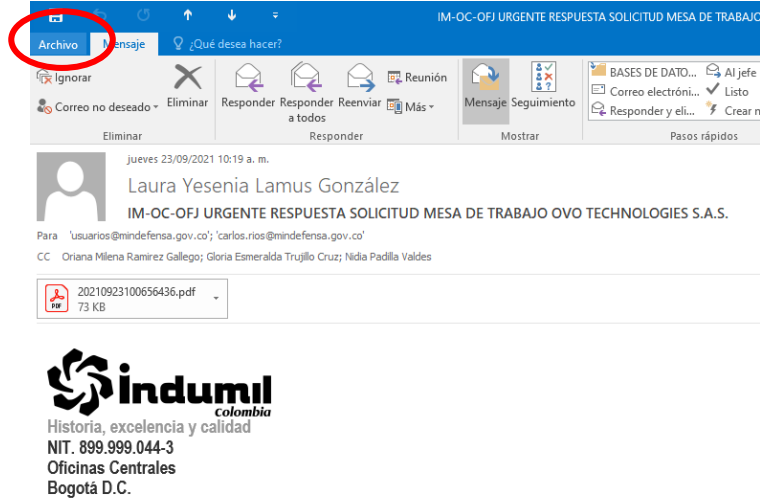 IM-OC-OFJ URGENTE RESPUESTA SOLICITUD MESA DE TRABAJO
Archivo Mensaje ¿Qué desea hacer?
Ignorar
Correo no deseado
Eliminar
Responder Responder a todos Reenviar
Reunión
Más
Mensaje Seguimiento
BASES DE DATO... Al jefe
Correo electróni... Listo
Responder y eli... Crear n
Eliminar Responder Mostrar Pasos rápidos
jueves 23/09/2021 10:19 a. m.
Laura Yesenia Lamus González
IM-OC-OFJ URGENTE RESPUESTA SOLICITUD MESA DE TRABAJO OVO TECHNOLOGIES S.A.S.
Para 'usuarios@mindefensa.gov.co'; 'carlos.rios@mindefensa.gov.co'
CC Oriana Milena Ramirez Gallego; Gloria Esmeralda Trujillo Cruz; Nidia Padilla Valdes
PDF
20210923100656436.pdf
73 KB
indumil
Colombia
Historia, excelencia y calidad
NIT. 899.999.044-3
Oficinas Centrales
Bogotá D.C.